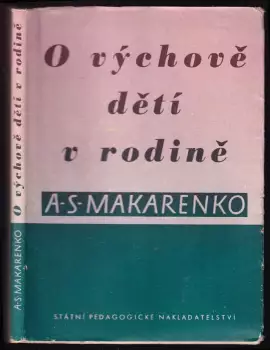 A-S-MAKARENKO O výchově dětí v rodině
O výchově
dětí
v rodině
A-S-MAKARENKO
STÁTNÍ PEDAGOGICKÉ NAKLADATELSTVÍ